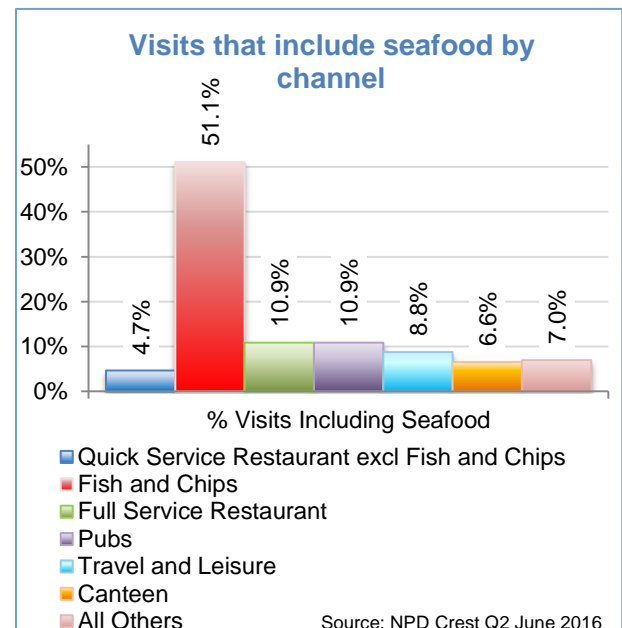 Visits that include seafood by
channel
50%
40%
30%
20%
10%
0%
4.7%
51.1%
10.9%
10.9%
8.8%
6.6%
7.0%
% Visits Including Seafood
Quick Service Restaurant excl Fish and Chips
Fish and Chips
Full Service Restaurant
Pubs
Travel and Leisure
Canteen
All Others
Source: NPD Crest Q2 June 2016